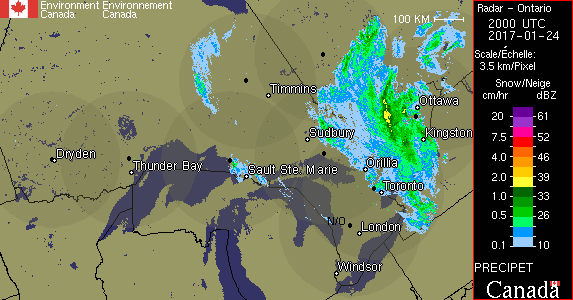 Environment Environnement
Canada Canada
100 KM
Timmins
Ottawa
Sudbury
Kingston
Dryden
Thunder Bay
Sault Ste. Marie
Orillia
Toronto
N/O
London
Windsor
Radar - Ontario
2000 UTC
2017-01-24
Scale/Échelle:
3.5 km/Pixel
Snow/Neige
cm/hr dBZ
20 61
7.5 52
4.0 46
2.0 39
1.0 33
0.5 26
0.1 10
PRECIPET
Canada